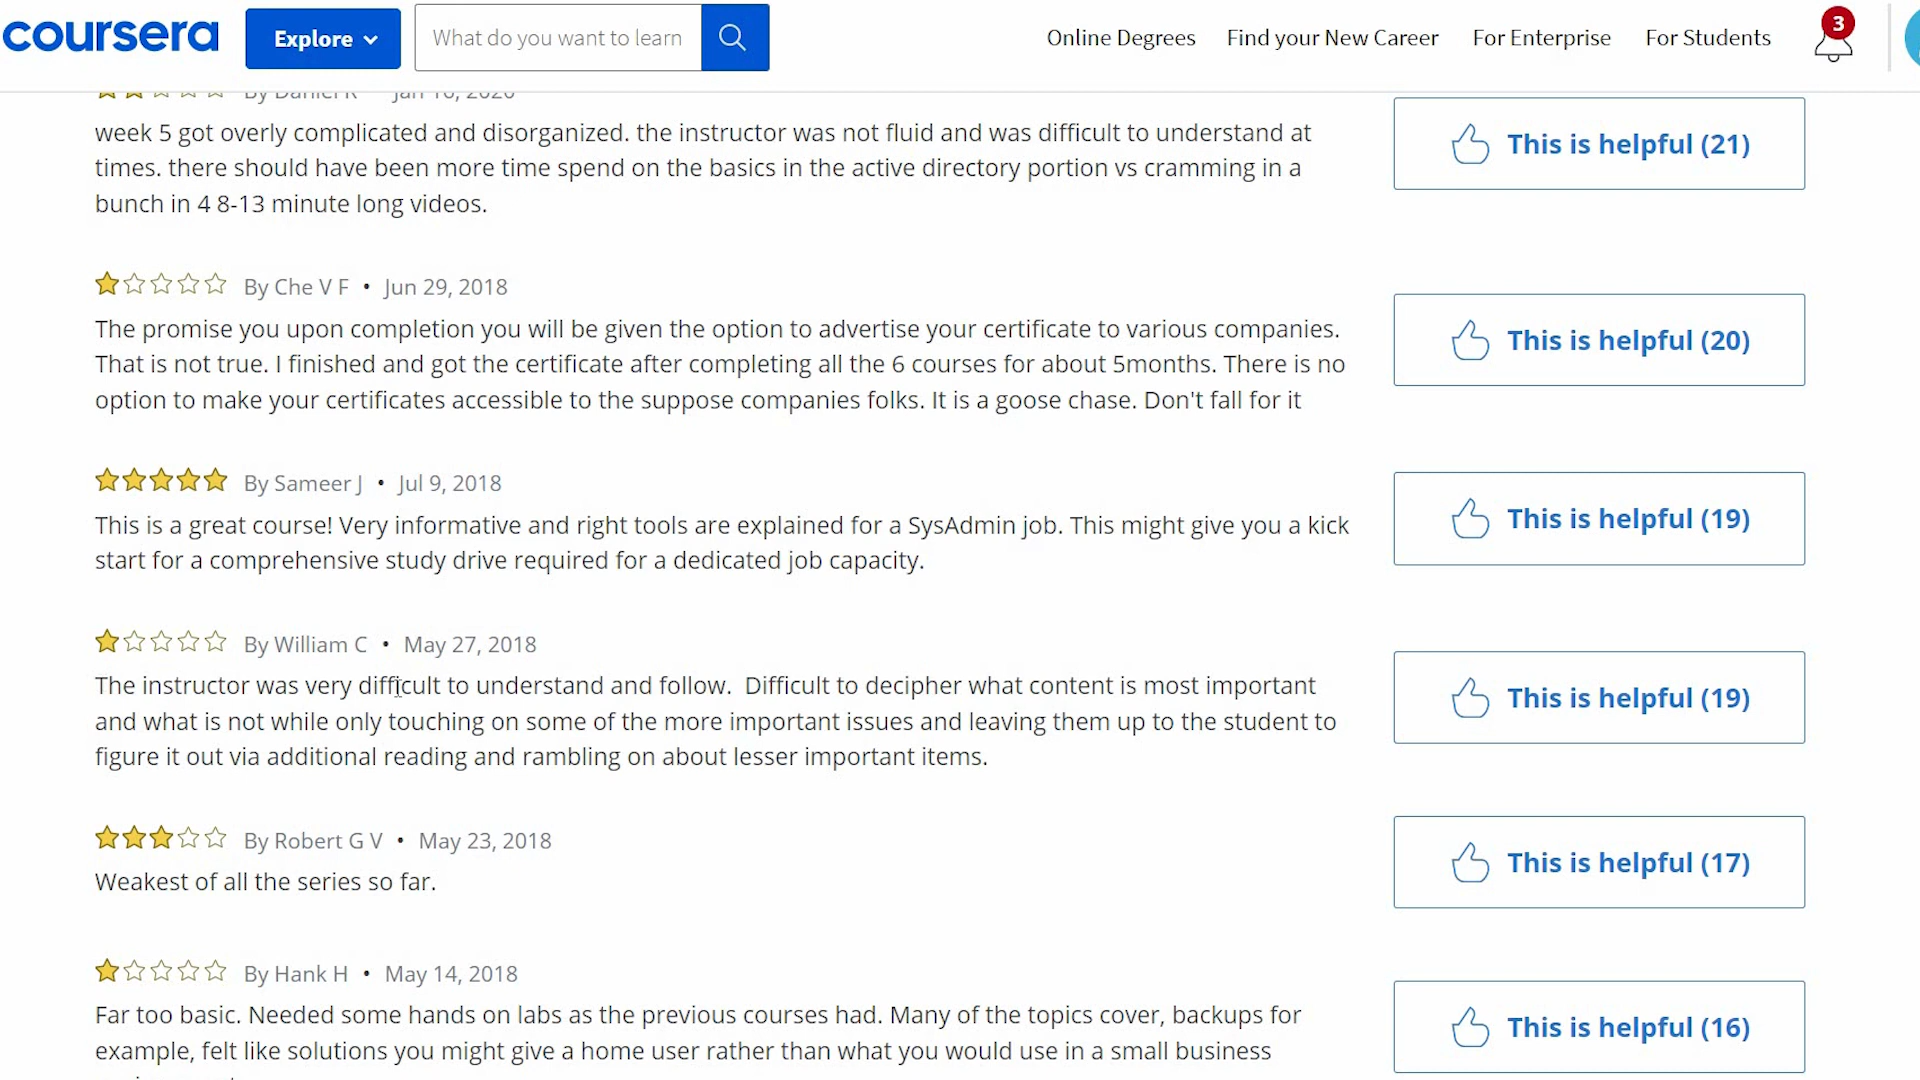 coursera
Explore
What do you want to learn
Online Degrees
Find your New Career
For Enterprise
For Students
3
By Daniel R Jan 16, 2020
week 5 got overly complicated and disorganized. the instructor was not fluid and was difficult to understand at
times. there should have been more time spend on the basics in the active directory portion vs cramming in a
bunch in 4 8-13 minute long videos.
This is helpful (21)
By Che V F • Jun 29, 2018
The promise you upon completion you will be given the option to advertise your certificate to various companies.
That is not true. I finished and got the certificate after completing all the 6 courses for about 5months. There is no
option to make your certificates accessible to the suppose companies folks. It is a goose chase. Don't fall for it
This is helpful (20)
By Sameer J • Jul 9, 2018
This is a great course! Very informative and right tools are explained for a SysAdmin job. This might give you a kick
start for a comprehensive study drive required for a dedicated job capacity.
This is helpful (19)
By William C • May 27, 2018
The instructor was very difficult to understand and follow.  Difficult to decipher what content is most important
and what is not while only touching on some of the more important issues and leaving them up to the student to
figure it out via additional reading and rambling on about lesser important items.
This is helpful (19)
By Robert G V • May 23, 2018
Weakest of all the series so far.
This is helpful (17)
By Hank H • May 14, 2018
Far too basic. Needed some hands on labs as the previous courses had. Many of the topics cover, backups for
example, felt like solutions you might give a home user rather than what you would use in a small business
This is helpful (16)